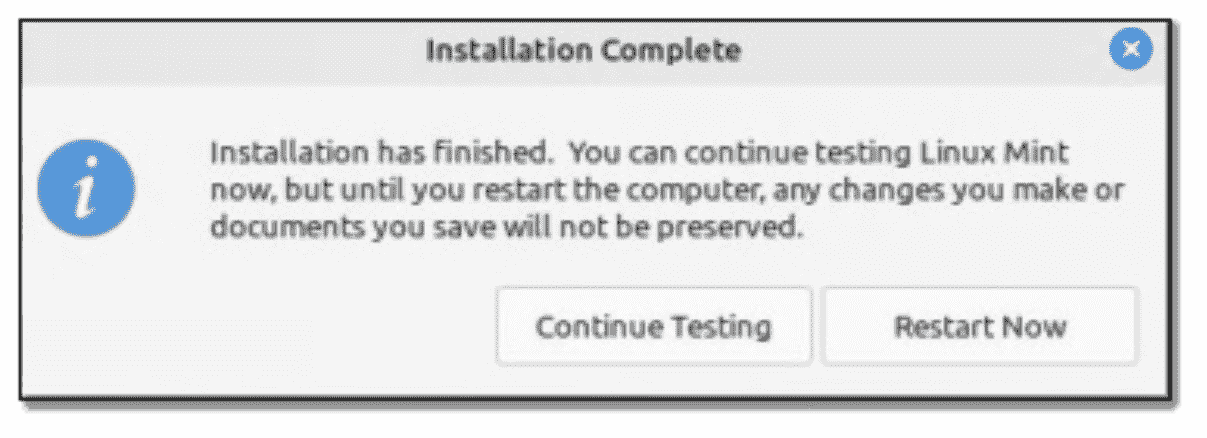 Installation Complete
Installation has finished.  You can continue testing Linux Mint
now, but until you restart the computer, any changes you make or
documents you save will not be preserved.
Continue Testing
Restart Now